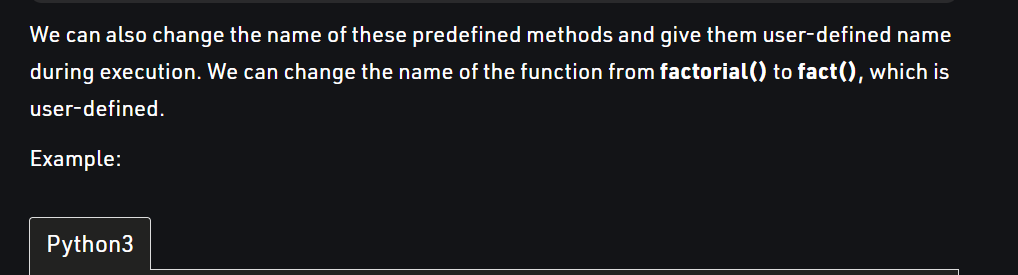 We can also change the name of these predefined methods and give them user-defined name
during execution. We can change the name of the function from factorial() to fact(), which is
user-defined.
Example:
Python3